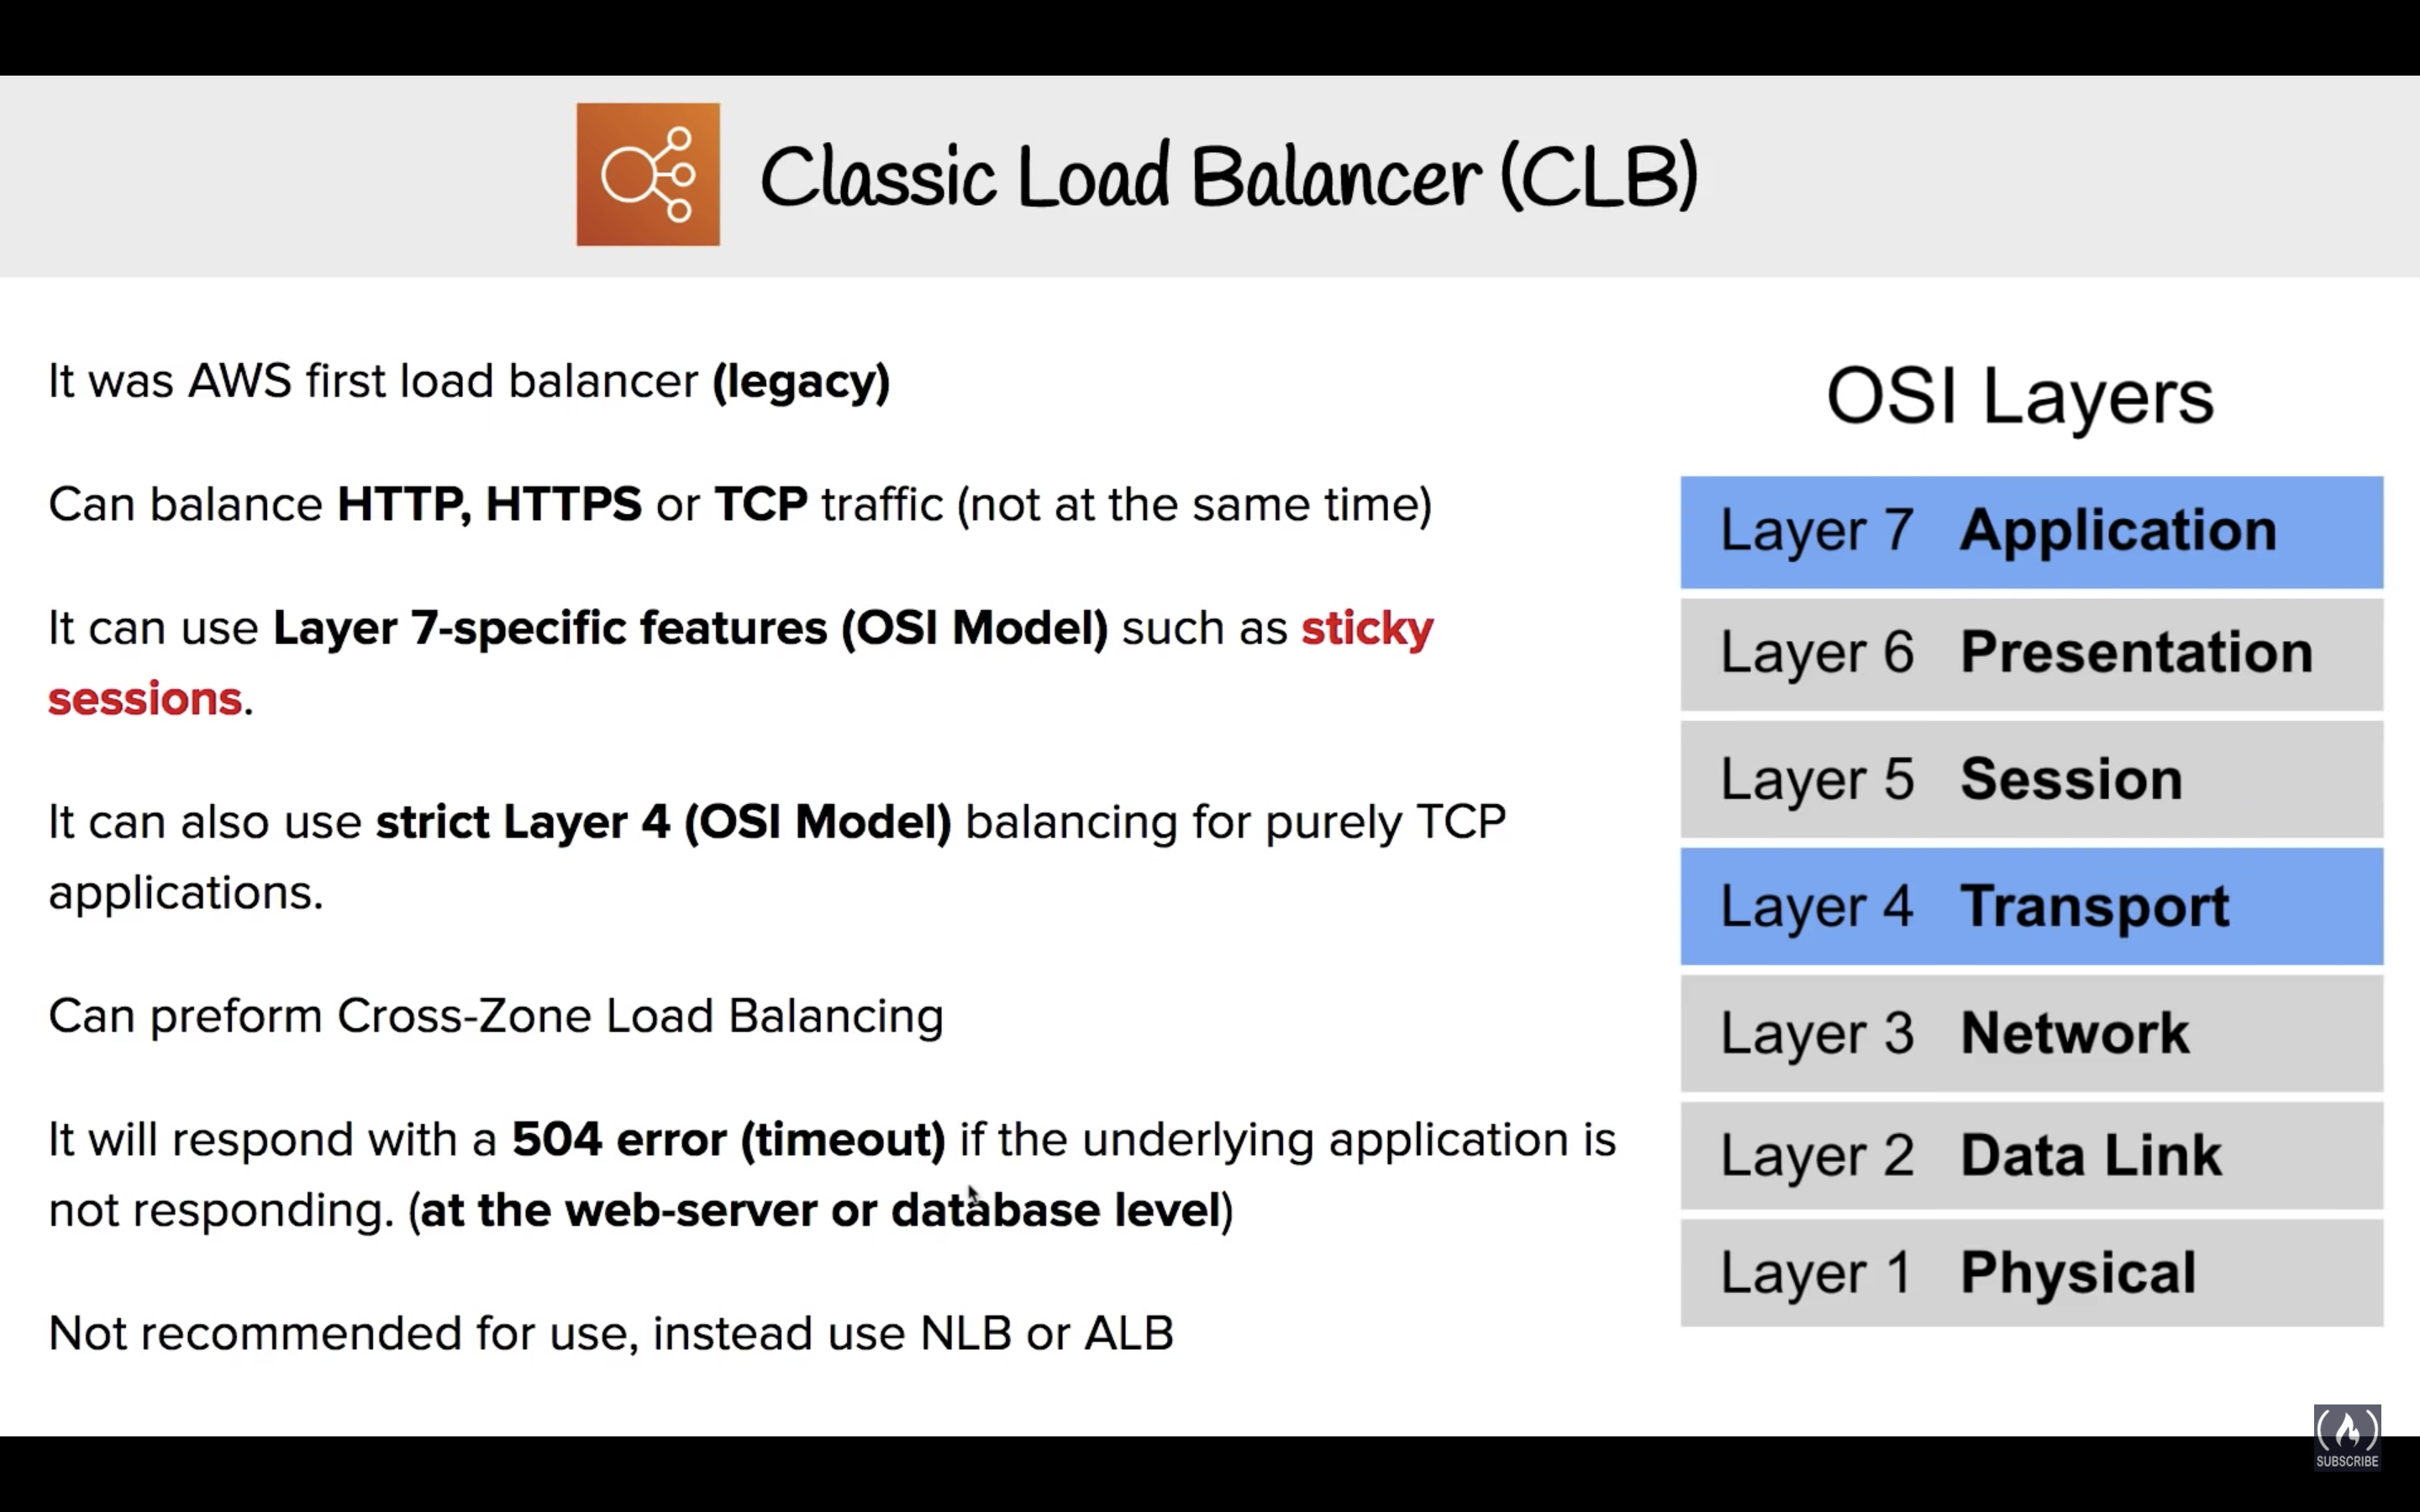 Classic Load Balancer (CLB)
It was AWS first load balancer (legacy)
Can balance HTTP, HTTPS or TCP traffic (not at the same time)
It can use Layer 7-specific features (OSI Model) such as sticky
sessions.
It can also use strict Layer 4 (OSI Model) balancing for purely TCP
applications.
Can preform Cross-Zone Load Balancing
It will respond with a 504 error (timeout) if the underlying application is
not responding. (at the web-server or database level)
Not recommended for use, instead use NLB or ALB
OSI Layers
Layer 7 Application
Layer 6 Presentation
Layer 5 Session
Layer 4 Transport
Layer 3 Network
Layer 2 Data Link
Layer 1 Physical
SUBSCRIBE